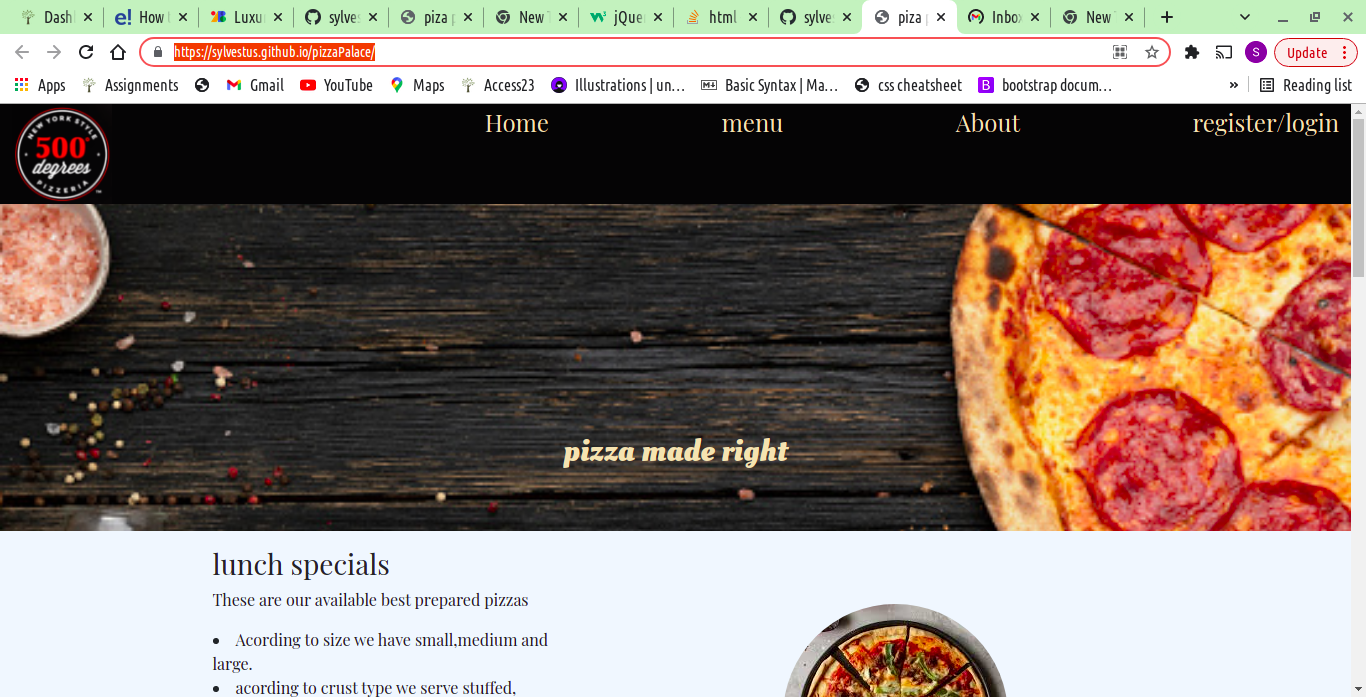 Dash
How
Luxu
sylves
piza p
New T
jQue
html
sylve
piza p
Inbo
New
https://sylvestus.github.io/pizzaPalace/
S
Update
Apps
Assignments
Gmail
YouTube
Maps
Access23
Illustrations | un...
Basic Syntax | Ma...
css cheatsheet
bootstrap docum...
»
Reading list
NEW YORK STYLE
500°
degrees
PIZZERIA
Home
menu
About
register/login
pizza made right
lunch specials
These are our available best prepared pizzas
• Acording to size we have small,medium and
large.
• acording to crust type we serve stuffed,